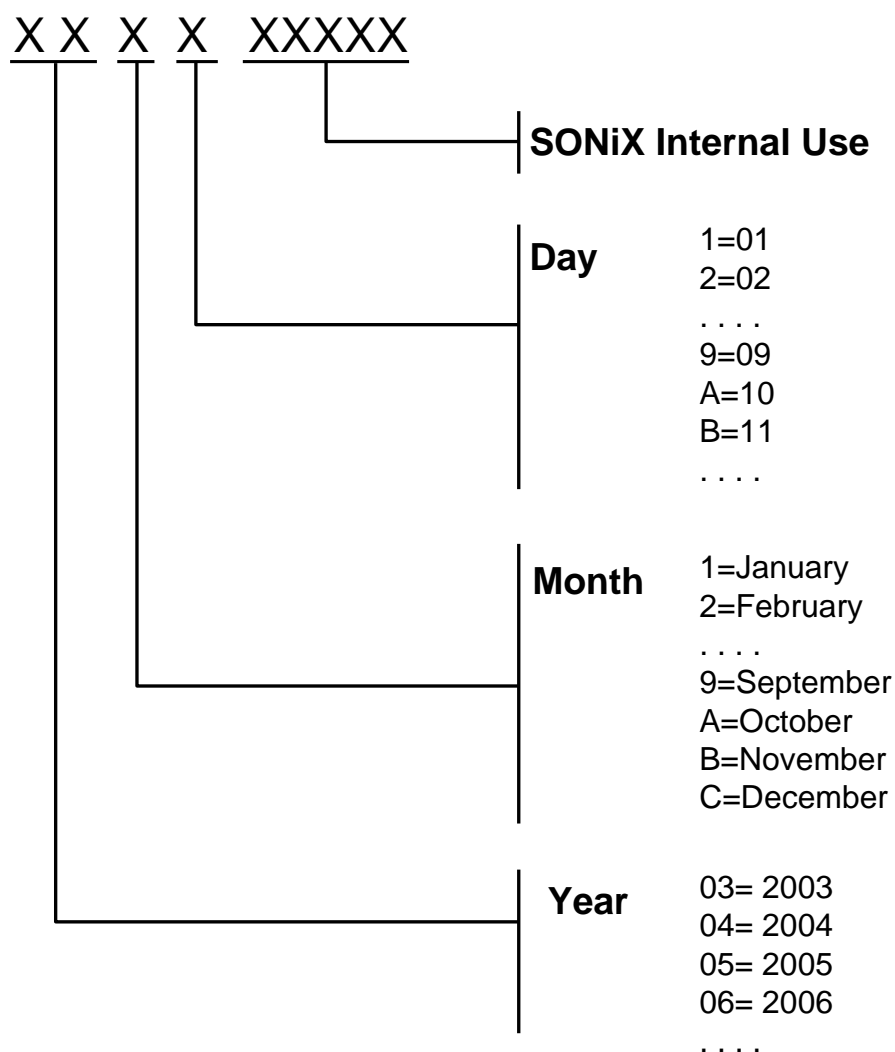 X X X X XXXXX
SONiX Internal Use
Day
1=01
2=02
. . . .
9=09
A=10
B=11
. . . .
Month
1=January
2=February
. . . .
9=September
A=October
B=November
C=December
Year
03= 2003
04= 2004
05= 2005
06= 2006
. . . .